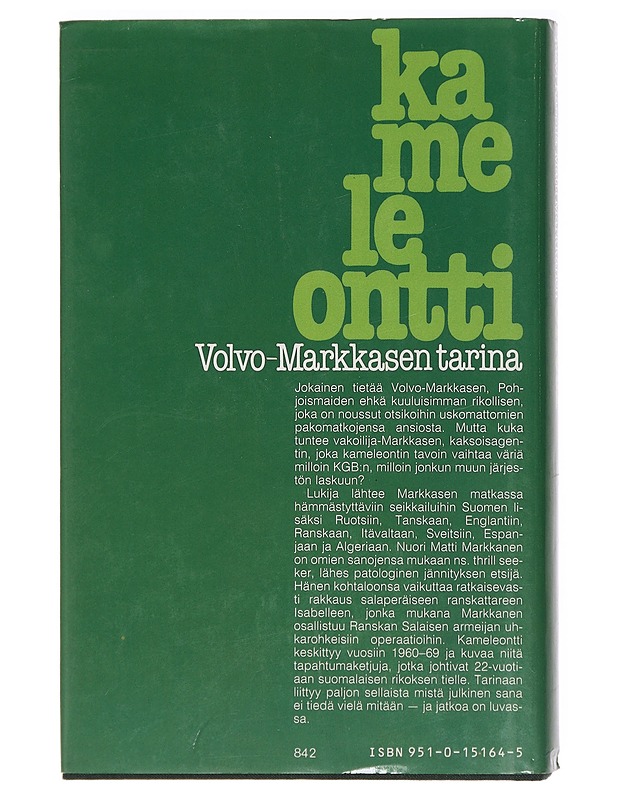 ka
me
le
ontti
Volvo-Markkasen tarina
Jokainen tietää Volvo-Markkasen, Poh-
joismaiden ehkä kuuluisimman rikollisen,
joka on noussut otsikoihin uskomattomien
pakomatkojensa ansiosta. Mutta kuka
tuntee vakoilija-Markkasen, kaksoisagen-
tin, joka kameleontin tavoin vaihtaa väriä
milloin KGB:n, milloin jonkun muun järjes-
tön laskuun?
Lukija lähtee Markkasen matkassa
hämmästyttäviin seikkailuihin Suomen li-
säksi Ruotsiin, Tanskaan, Englantiin,
Ranskaan, Itävaltaan, Sveitsiin, Espan-
jaan ja Algeriaan. Nuori Matti Markkanen
on omien sanojensa mukaan ns. thrill see-
ker, lähes patologinen jännityksen etsijä.
Hänen kohtaloonsa vaikuttaa ratkaisevas-
ti rakkaus salaperäiseen ranskattareen
Isabelleen, jonka mukana Markkanen
osallistuu Ranskan Salaisen armeijan uh-
karohkeisiin operaatioihin. Kameleontti
keskittyy vuosiin 1960–69 ja kuvaa niitä
tapahtumaketjuja, jotka johtivat 22-vuoti-
aan suomalaisen rikoksen tielle. Tarinaan
liittyy paljon sellaista mistä julkinen sana
ei tiedä vielä mitään — ja jatkoa on luvas-
sa.
842 ISBN 951-0-15164-5